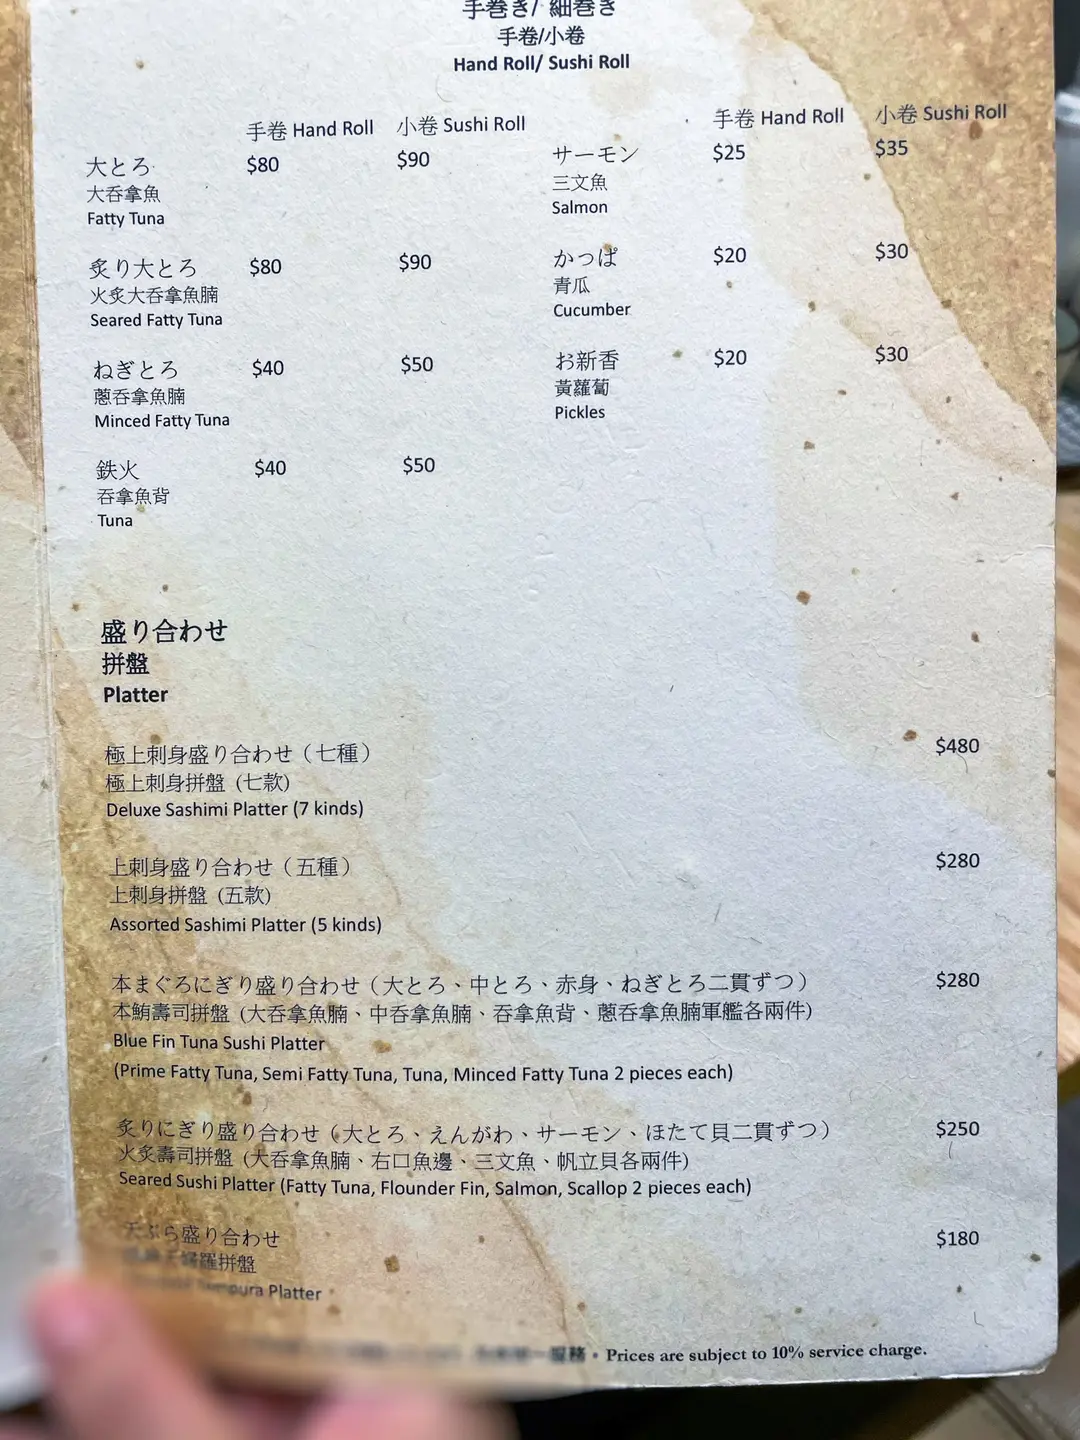 手巻き/ 細巻き
手卷/小卷
Hand Roll/ Sushi Roll
手卷 Hand Roll 小卷 Sushi Roll
大とろ $80 $90
大吞拿魚
Fatty Tuna
炙り大とろ $80 $90
火炙大吞拿魚腩
Seared Fatty Tuna
ねぎとろ $40 $50
蔥吞拿魚腩
Minced Fatty Tuna
鉄火 $40 $50
吞拿魚背
Tuna
手卷 Hand Roll 小卷 Sushi Roll
サーモン $25 $35
三文魚
Salmon
かっぱ $20 $30
青瓜
Cucumber
お新香 $20 $30
黃蘿蔔
Pickles
盛り合わせ
拼盤
Platter
極上刺身盛り合わせ（七種） $480
極上刺身拼盤 (七款)
Deluxe Sashimi Platter (7 kinds)
上刺身盛り合わせ（五種） $280
上刺身拼盤 (五款)
Assorted Sashimi Platter (5 kinds)
本まぐろにぎり盛り合わせ（大とろ、中とろ、赤身、ねぎとろ二貫ずつ） $280
本鮪壽司拼盤 (大吞拿魚腩、中吞拿魚腩、吞拿魚背、蔥吞拿魚腩軍艦各兩件)
Blue Fin Tuna Sushi Platter
(Prime Fatty Tuna, Semi Fatty Tuna, Tuna, Minced Fatty Tuna 2 pieces each)
炙りにぎり盛り合わせ（大とろ、えんがわ、サーモン、ほたて貝二貫ずつ） $250
火炙壽司拼盤 (大吞拿魚腩、右口魚邊、三文魚、帆立貝各兩件)
Seared Sushi Platter (Fatty Tuna, Flounder Fin, Salmon, Scallop 2 pieces each)
天ぷら盛り合わせ $180
天婦羅拼盤
Tempura Platter
服務 • Prices are subject to 10% service charge.